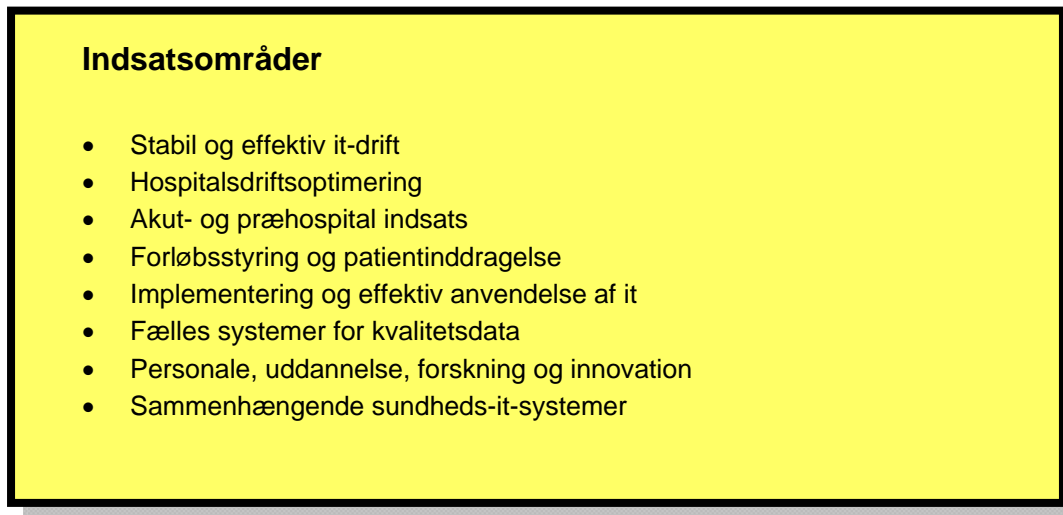 Indsatsområder
• Stabil og effektiv it-drift
• Hospitalsdriftsoptimering
• Akut- og præhospital indsats
• Forløbsstyring og patientinddragelse
• Implementering og effektiv anvendelse af it
• Fælles systemer for kvalitetsdata
• Personale, uddannelse, forskning og innovation
• Sammenhængende sundheds-it-systemer